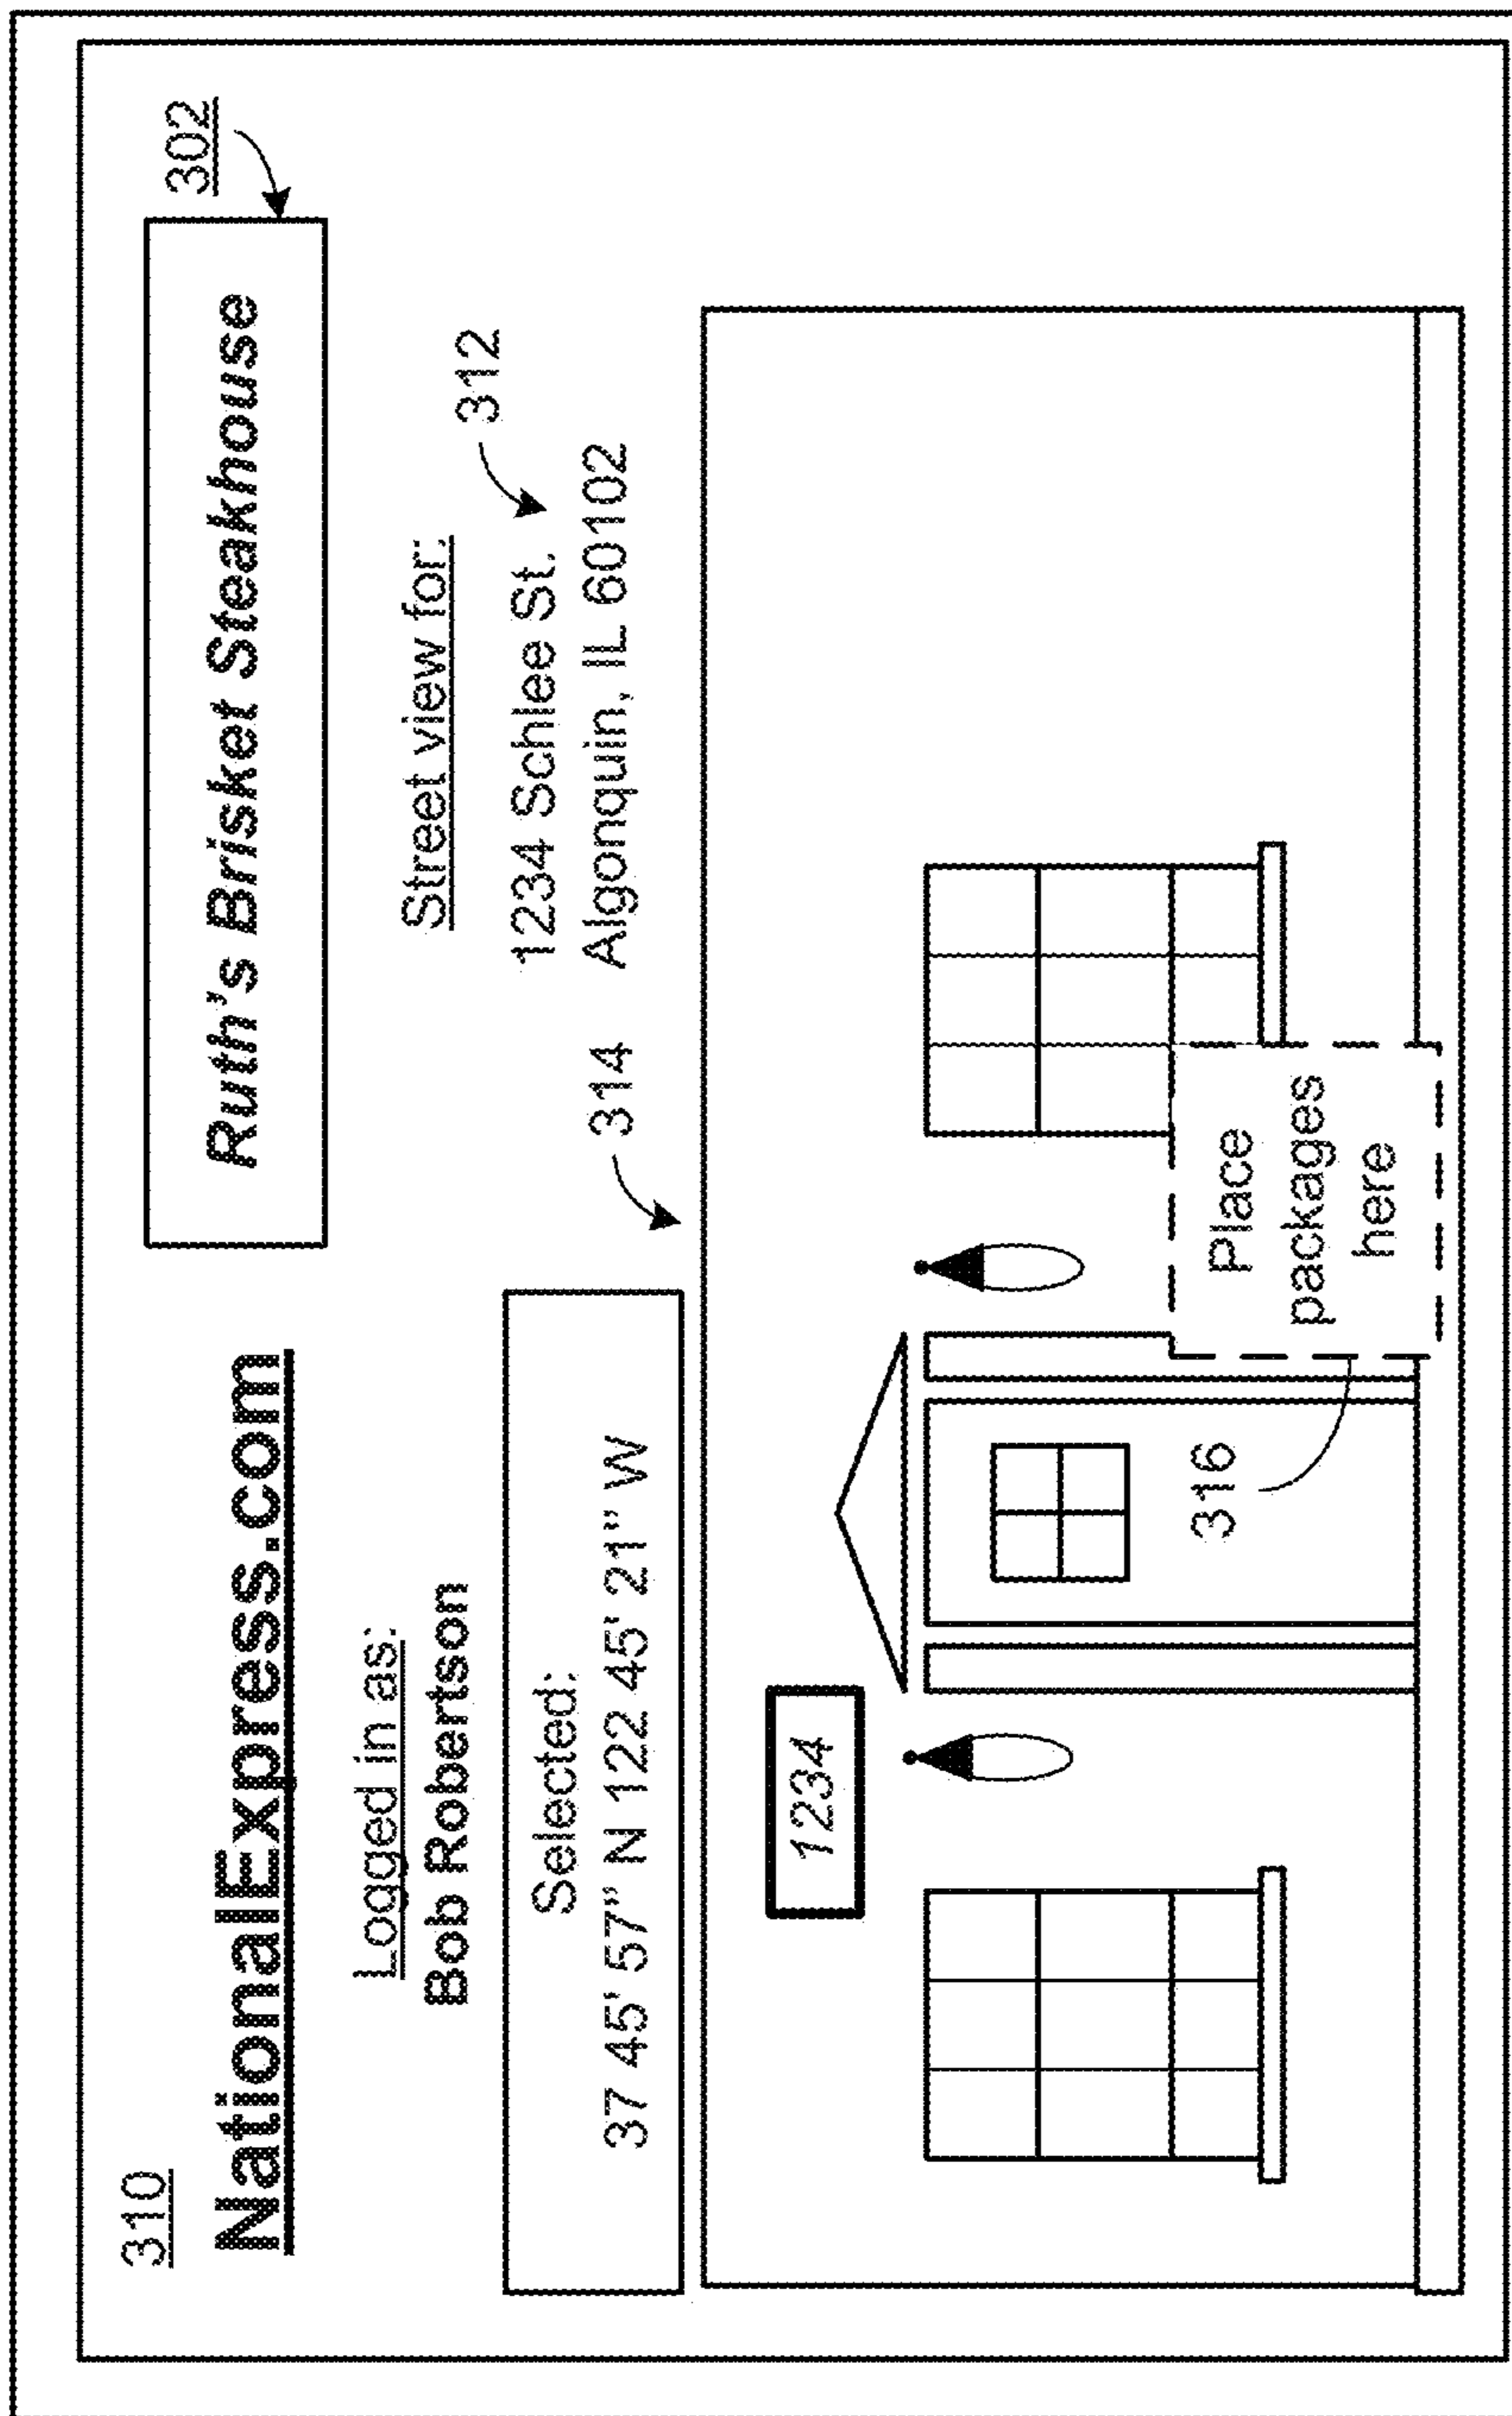 310
NationalExpress.com
Ruth's Brisket Steakhouse
302
Logged in as:
Bob Robertson
Street view for:
312
1234 Schlee St.
Algonquin, IL 60102
Selected:
37 45' 57" N 122 45' 21" W
314
1234
316
Place
packages
here